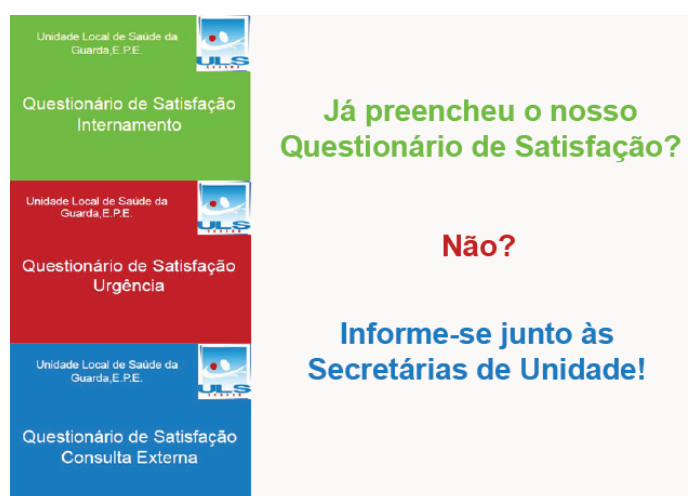 Unidade Local de Saúde da
Guarda,E.P.E.
ULS
Questionário de Satisfação
Internamento
Unidade Local de Saúde da
Guarda,E.P.E.
ULS
Questionário de Satisfação
Urgência
Unidade Local de Saúde da
Guarda,E.P.E.
ULS
Questionário de Satisfação
Consulta Externa
Já preencheu o nosso
Questionário de Satisfação?
Não?
Informe-se junto às
Secretárias de Unidade!